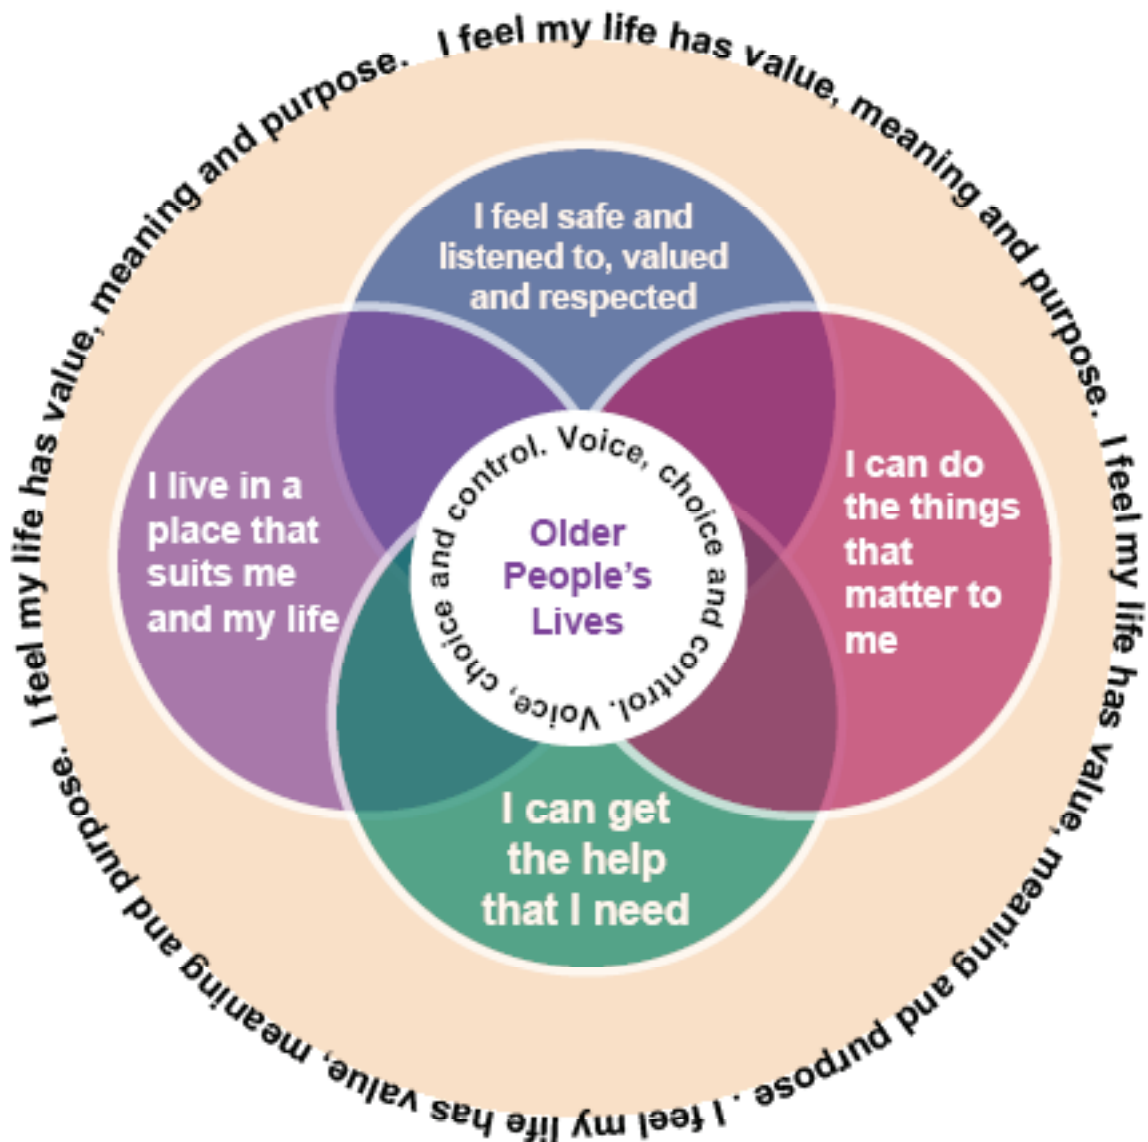 I feel my life has value, meaning and purpose.
I feel my life has value, meaning and purpose .
I feel my life has value, meaning and purpose.
I feel my life has value, meaning and purpose.
I feel safe and
listened to, valued
and respected
I live in a
place that
suits me
and my life
Voice, choice and control.
Voice, choice and control.
Older
People’s
Lives
I can do
the things
that
matter to
me
I can get
the help
that I need